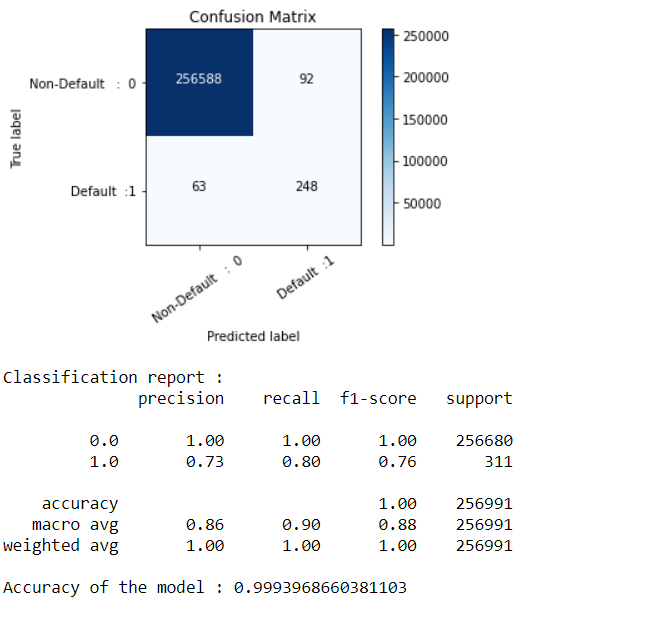 Confusion Matrix
Non-Default : 0
256588
92
Default :1
63
248
True label
Non-Default : 0
Default :1
Predicted label
250000
200000
150000
100000
50000
Classification report :
precision recall f1-score support
0.0 1.00 1.00 1.00 256680
1.0 0.73 0.80 0.76 311
accuracy 1.00 256991
macro avg 0.86 0.90 0.88 256991
weighted avg 1.00 1.00 1.00 256991
Accuracy of the model : 0.9993968660381103